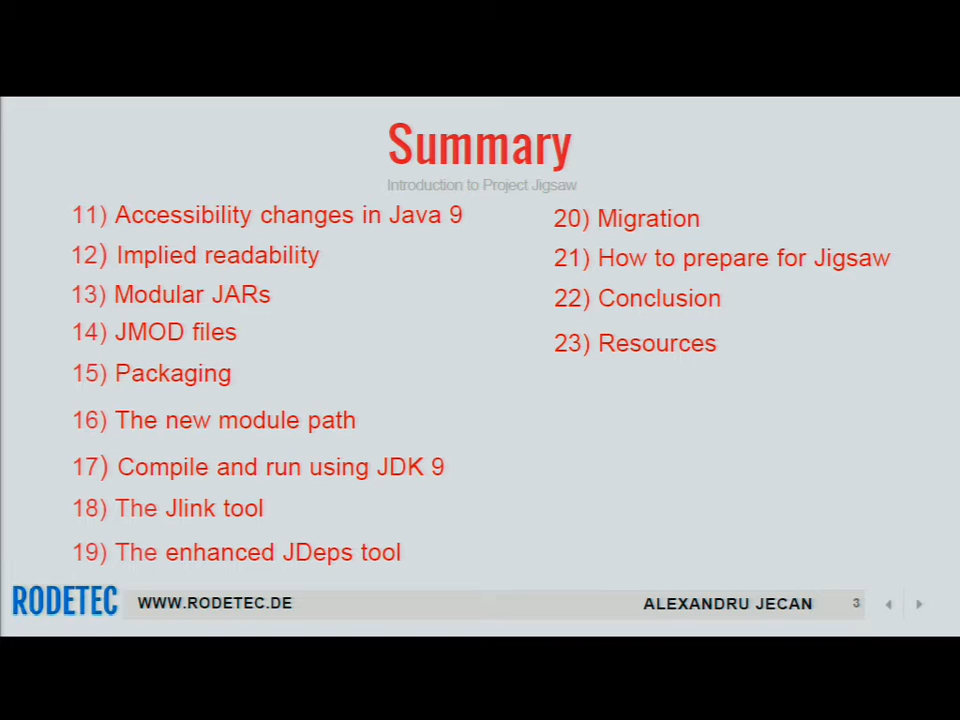 Summary
Introduction to Project Jigsaw
11) Accessibility changes in Java 9
12) Implied readability
13) Modular JARs
14) JMOD files
15) Packaging
16) The new module path
17) Compile and run using JDK 9
18) The Jlink tool
19) The enhanced JDeps tool
20) Migration
21) How to prepare for Jigsaw
22) Conclusion
23) Resources
RODETEC WWW.RODETEC.DE ALEXANDRU JECAN 3